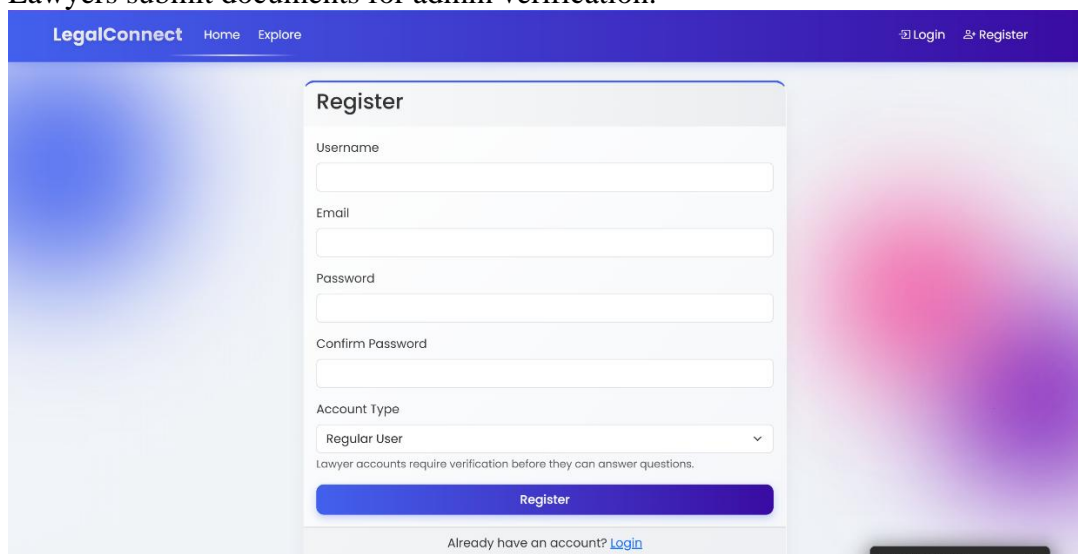 Lawyers submit documents for admin verification.
LegalConnect Home Explore Login Register
Register
Username
Email
Password
Confirm Password
Account Type
Regular User
Lawyer accounts require verification before they can answer questions.
Register
Already have an account? Login